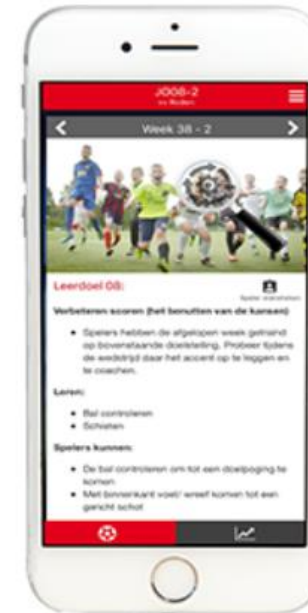 JO08-2
vv Roden
Week 38 - 2
Leerdoel 08:
Verbeteren scoren (het benutten van de kansen)
Spelers hebben de afgelopen week getraind
op bovenstaande doelstelling. Probeer tijdens
de wedstrijd daar het accent op te leggen en
te coachen.
Leren:
Bal controleren
Schieten
Spelers kunnen:
De bal controleren om tot een doelpoging te
komen
Met binnenkant voet/ wreef komen tot een
gericht schot